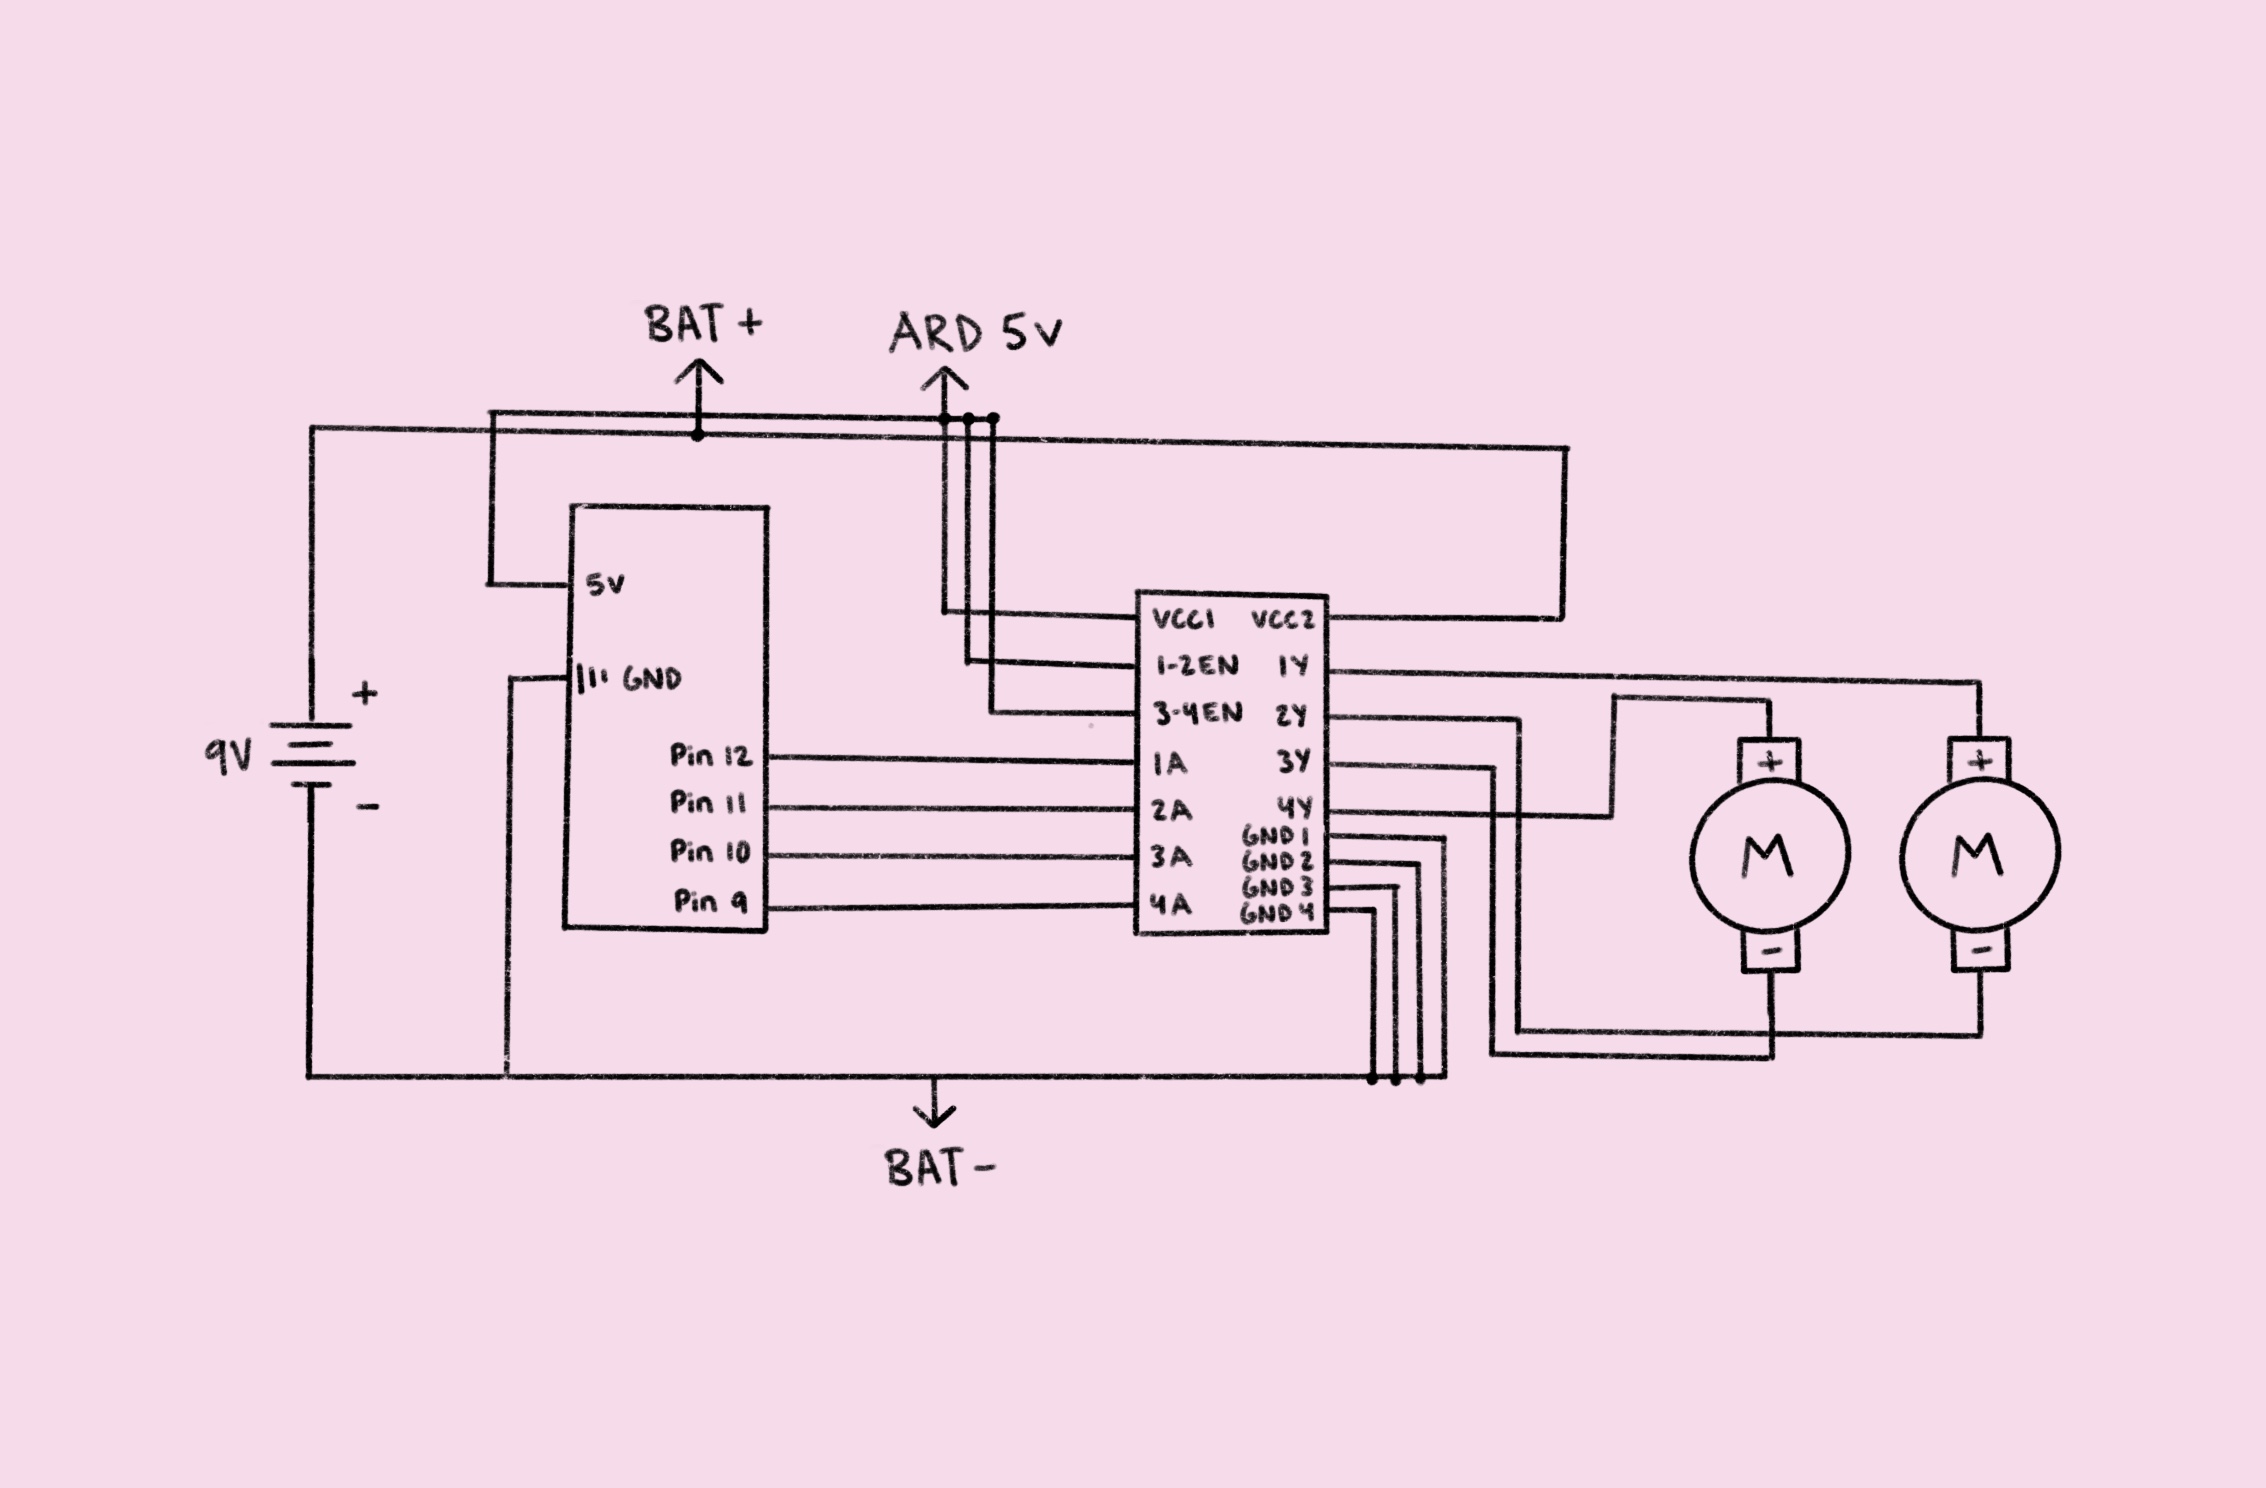 BAT +
ARD 5V
5V
GND
Pin 12
Pin 11
Pin 10
Pin 9
9V
+
-
VCC1 VCC2
1-2EN 1Y
3-4EN 2Y
1A 3Y
2A 4Y
GND 1
3A GND 2
GND 3
4A GND 4
+ +
M M
- -
BAT -